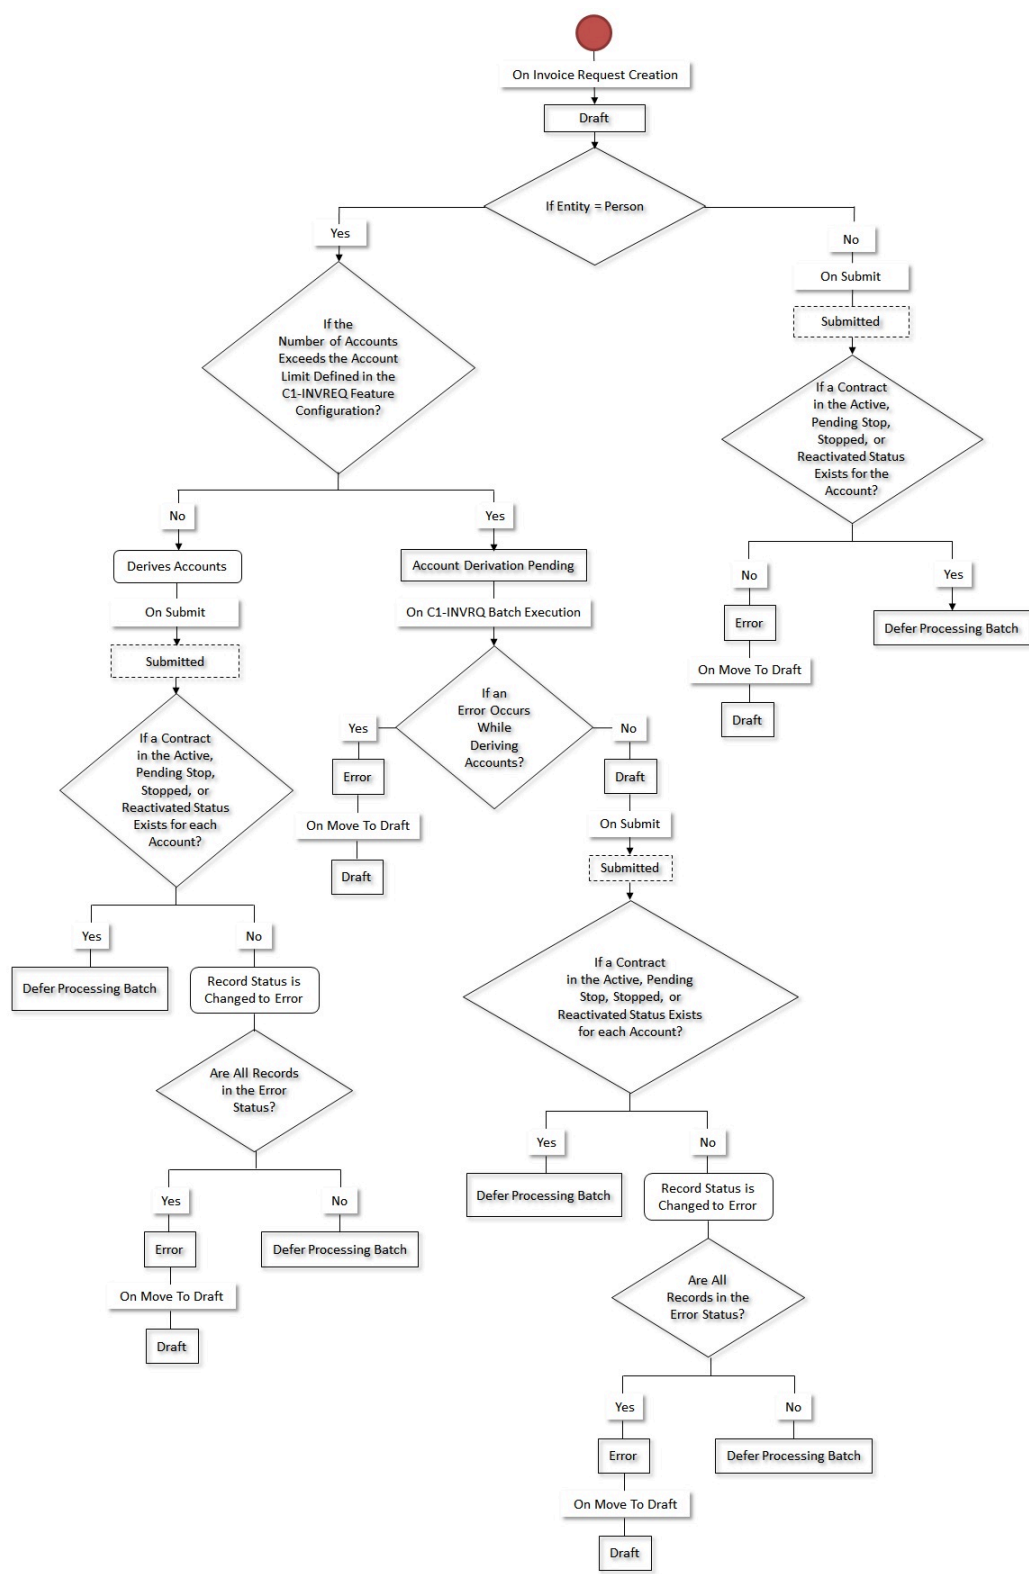 On Invoice Request Creation
Draft
If Entity = Person
Yes
No
On Submit
Submitted
If the
Number of Accounts
Exceeds the Account
Limit Defined in the
C1-INVREQ Feature
Configuration?
If a Contract
in the Active,
Pending Stop,
Stopped, or
Reactivated Status
Exists for the
Account?
No
Yes
Derives Accounts
Account Derivation Pending
No
Yes
On Submit
On C1-INVRQ Batch Execution
Error
Defer Processing Batch
Submitted
On Move To Draft
Draft
If an
Error Occurs
While
Deriving
Accounts?
Yes
No
If a Contract
in the Active,
Pending Stop,
Stopped, or
Reactivated Status
Exists for each
Account?
Error
Draft
On Move To Draft
On Submit
Draft
Submitted
Yes
No
Defer Processing Batch
Record Status is
Changed to Error
If a Contract
in the Active, Pending
Stop, Stopped, or
Reactivated Status Exists
for each Account?
Are All Records
in the Error
Status?
Yes
No
Yes
No
Defer Processing Batch
Record Status is
Changed to Error
Error
Defer Processing Batch
On Move To Draft
Draft
Are All
Records in the
Error Status?
Yes
No
Error
Defer Processing Batch
On Move To Draft
Draft